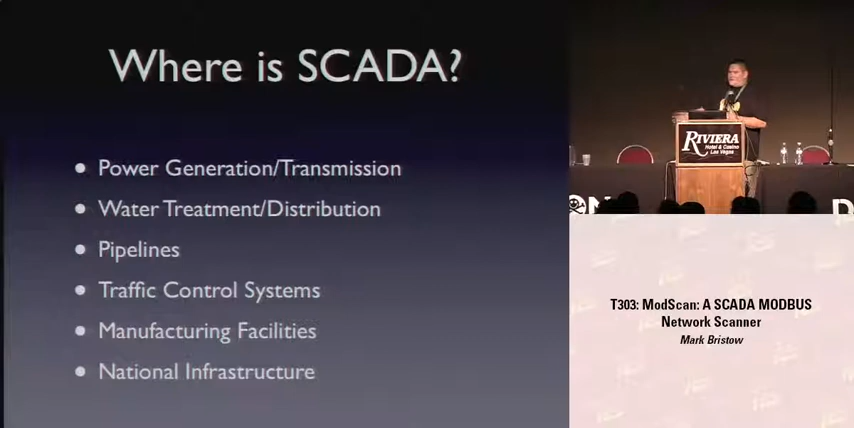 Where is SCADA?
Power Generation/Transmission
Water Treatment/Distribution
Pipelines
Traffic Control Systems
Manufacturing Facilities
National Infrastructure
RIVIERA
Hotel & Casino
Las Vegas
T303: ModScan: A SCADA MODBUS
Network Scanner
Mark Bristow